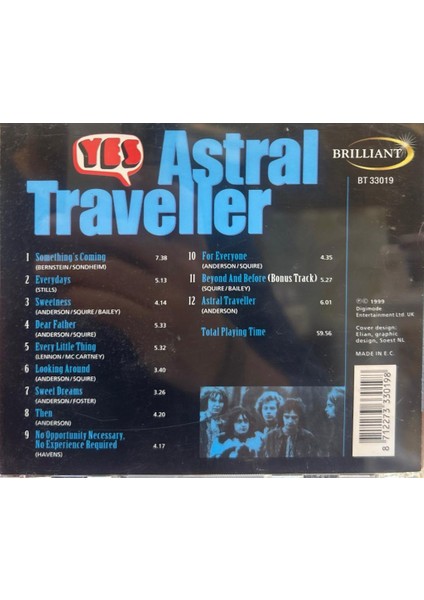 YES
Astral
Traveller
BRILLIANT
BT 33019
1 Something's Coming 7.38
(BERNSTEIN/SONDHEIM)
2 Everydays 5.13
(STILLS)
3 Sweetness 4.14
(ANDERSON/SQUIRE/BAILEY)
4 Dear Father 5.33
(ANDERSON/SQUIRE)
5 Every Little Thing 5.32
(LENNON/MC CARTNEY)
6 Looking Around 3.40
(ANDERSON/SQUIRE)
7 Sweet Dreams 3.26
(ANDERSON/FOSTER)
8 Then 4.20
(ANDERSON)
9 No Opportunity Necessary,
No Experience Required 4.17
(HAVENS)
10 For Everyone 4.35
(ANDERSON/SQUIRE)
11 Beyond And Before (Bonus Track) 5.27
(SQUIRE/BAILEY)
12 Astral Traveller 6.01
(ANDERSON)
Total Playing Time 59.56
℗© 1999
Digimode
Entertainment Ltd. UK
Cover design:
Elian, graphic
design, Soest NL
MADE IN E.C.
8 712273 330198